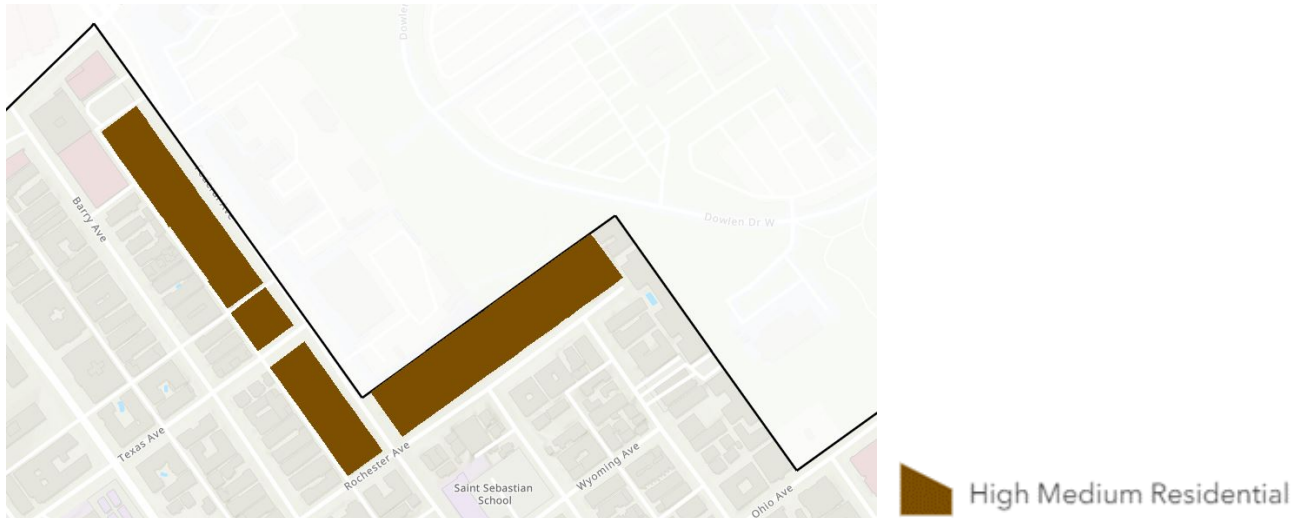 Dowlen Dr W
Barry Ave
Texas Ave
Rochester Ave
Saint Sebastian
School
Wyoming Ave
Ohio Ave
High Medium Residential